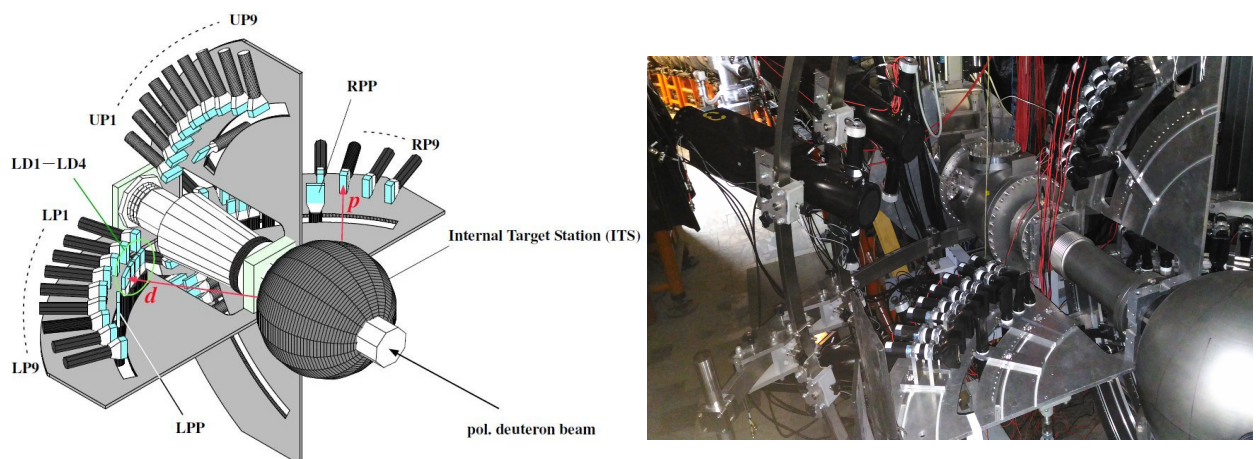 UP9
UP1
RPP
RP9
LD1－LD4
LP1
p
Internal Target Station (ITS)
d
LP9
LPP
pol. deuteron beam